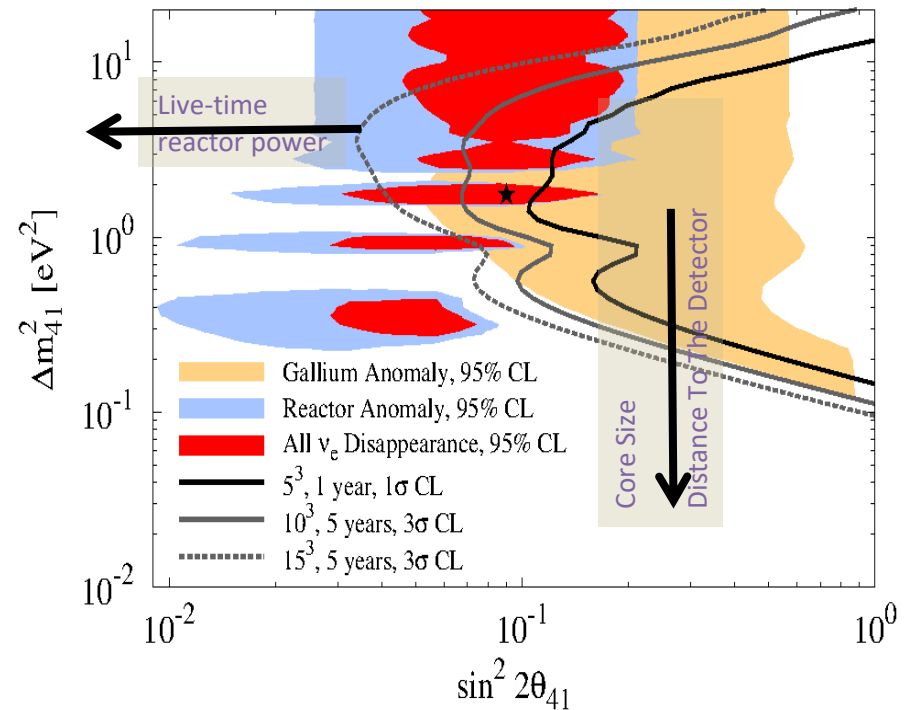 10¹
10⁰
10⁻¹
10⁻²
Δm²₄₁ [eV²]
Live-time
reactor power
Core Size
Distance To The Detector
Gallium Anomaly, 95% CL
Reactor Anomaly, 95% CL
All νₑ Disappearance, 95% CL
5³, 1 year, 1σ CL
10³, 5 years, 3σ CL
15³, 5 years, 3σ CL
10⁻²
10⁻¹
10⁰
sin² 2θ₄₁